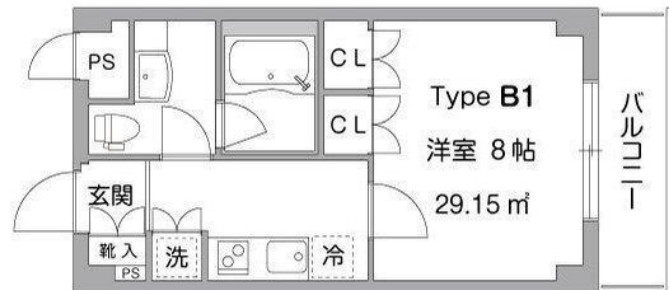 PS
CL
CL
Type B1
洋室 8帖
29.15㎡
バルコニー
玄関
靴入
PS
洗
冷